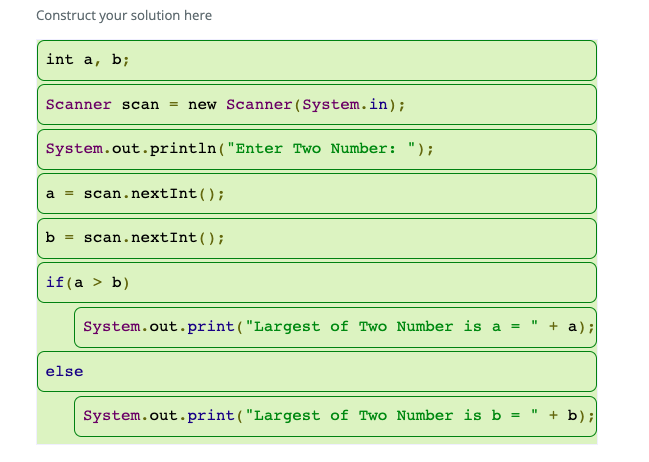 Construct your solution here
int a, b;
Scanner scan = new Scanner(System.in);
System.out.println("Enter Two Number: ");
a = scan.nextInt();
b = scan.nextInt();
if(a > b)
System.out.print("Largest of Two Number is a = " + a);
else
System.out.print("Largest of Two Number is b = " + b);